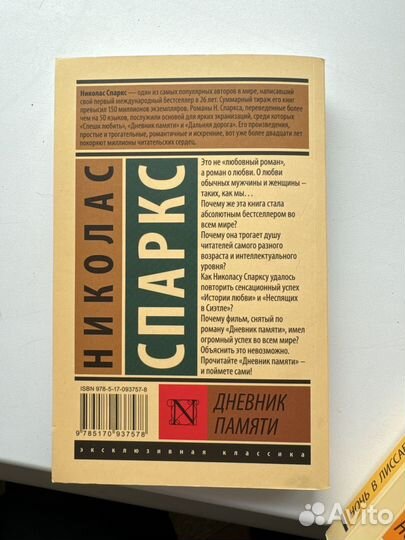 Николас Спаркс — один из самых популярных авторов в мире, написавший
свой первый международный бестселлер в 26 лет. Суммарный тираж его книг
превысил 150 миллионов экземпляров. Романы Н. Спаркса, переведенные более
чем на 50 языков, послужили основой для ярких экранизаций, среди которых
«Спеши любить», «Дневник памяти» и «Дальняя дорога». Его произведения,
простые и трогательные, романтичные и искренние, вот уже более двадцати лет
покоряют миллионы читательских сердец.
НИКОЛАС
СПАРКС
Это не «любовный роман»,
а роман о любви. О любви
обычных мужчины и женщины –
таких, как мы…
Почему же эта книга стала
абсолютным бестселлером во
всем мире?
Почему она трогает душу
читателей самого разного
возраста и интеллектуального
уровня?
Как Николасу Спарксу удалось
повторить сенсационный успех
«Истории любви» и «Неспящих
в Сиэтле»?
Почему фильм, снятый по
роману «Дневник памяти», имел
огромный успех во всем мире?
Объяснить это невозможно.
Прочитайте «Дневник памяти» –
и поймете сами!
ISBN 978-5-17-093757-8
9 785170 937578
N
ДНЕВНИК
ПАМЯТИ
эксклюзивная классика
НОЧЬ В ЛИССАБ
Avito